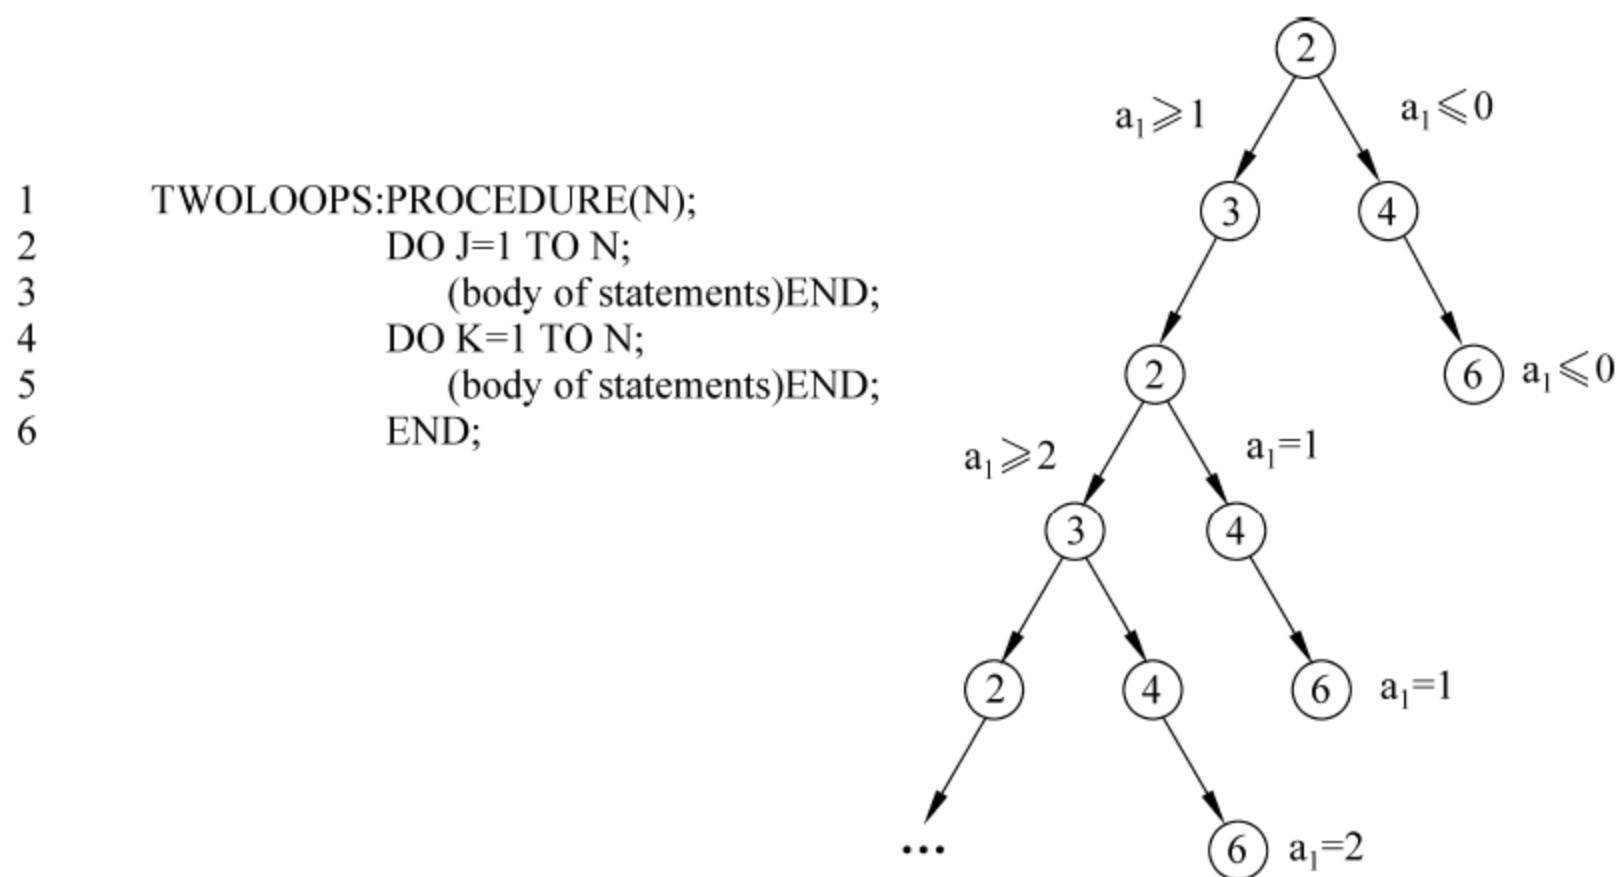 1 TWOLOOPS:PROCEDURE(N);
2 DO J=1 TO N;
3 (body of statements)END;
4 DO K=1 TO N;
5 (body of statements)END;
6 END;
2
a₁⩾1 a₁⩽0
3 4
2 6 a₁⩽0
a₁⩾2 a₁=1
3 4
2 4 6 a₁=1
... 6 a₁=2